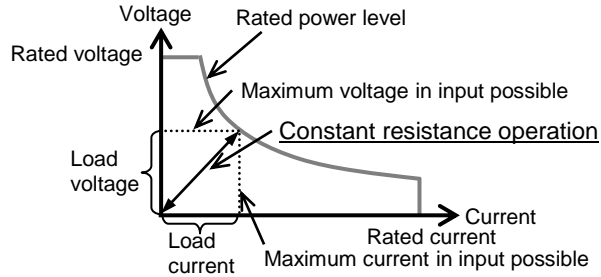 Voltage
Rated power level
Rated voltage
Maximum voltage in input possible
Constant resistance operation
Load
voltage
Current
Rated current
Load
current
Maximum current in input possible